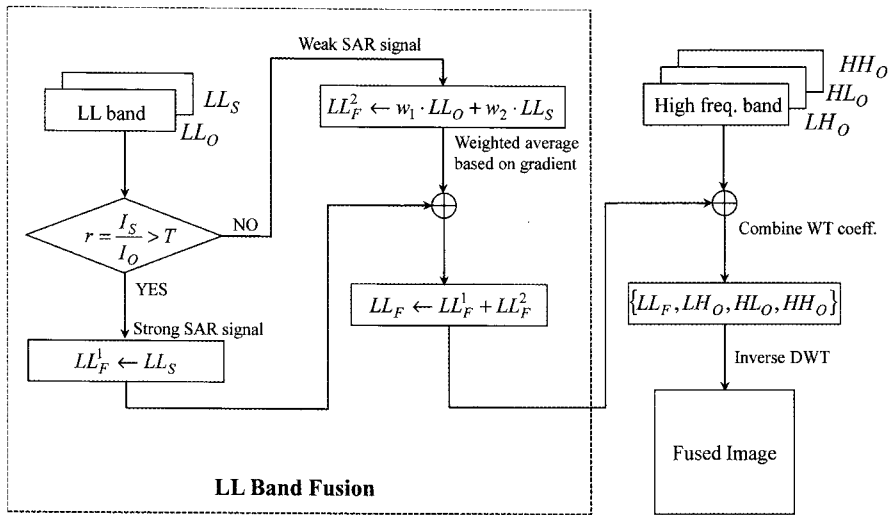 Weak SAR signal
LL band
LL_S
LL_O
LL_F^2 ← w_1 · LL_O + w_2 · LL_S
Weighted average
based on gradient
r = I_S / I_O > T
NO
YES
Strong SAR signal
LL_F^1 ← LL_S
LL_F ← LL_F^1 + LL_F^2
LL Band Fusion
HH_O
HL_O
LH_O
High freq. band
Combine WT coeff.
{LL_F, LH_O, HL_O, HH_O}
Inverse DWT
Fused Image